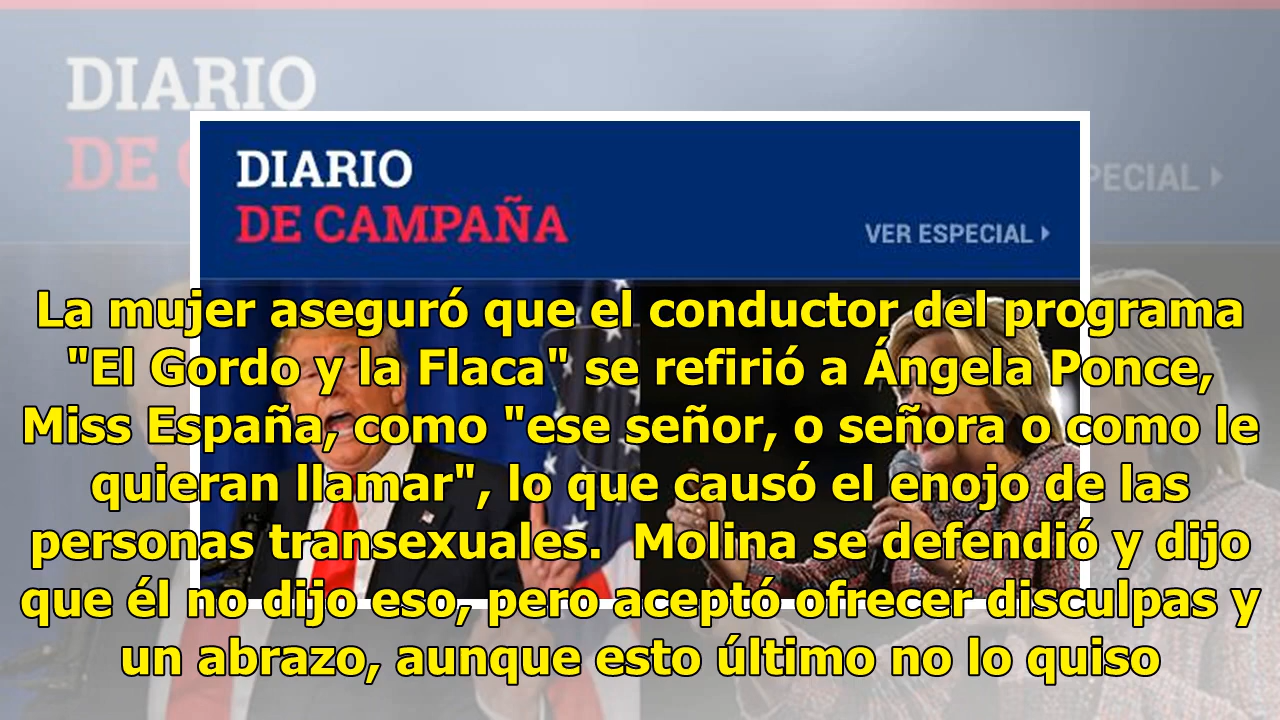 DIARIO
DE C
PECIAL
DIARIO
DE CAMPAÑA
VER ESPECIAL
La mujer aseguró que el conductor del programa
"El Gordo y la Flaca" se refirió a Ángela Ponce,
Miss España, como "ese señor, o señora o como le
quieran llamar", lo que causó el enojo de las
personas transexuales.  Molina se defendió y dijo
que él no dijo eso, pero aceptó ofrecer disculpas y
un abrazo, aunque esto último no lo quiso